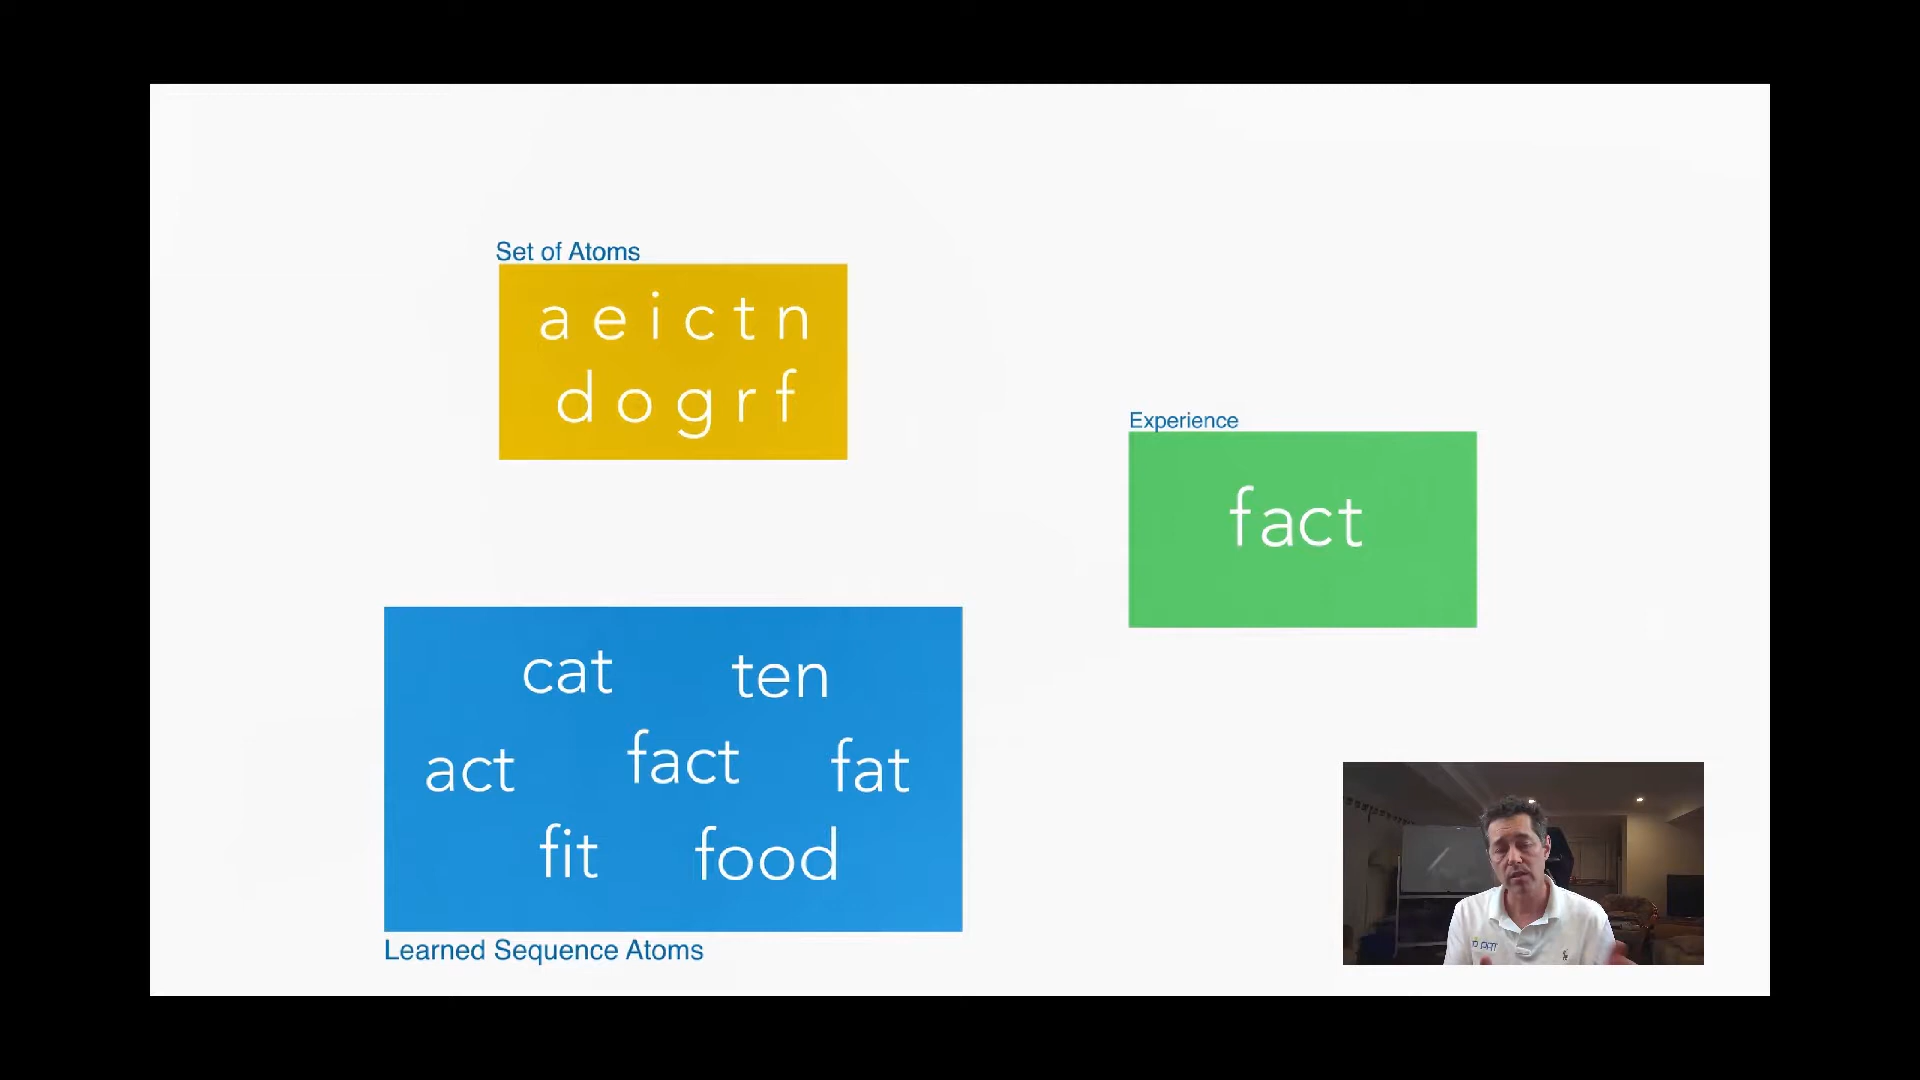 Set of Atoms
a e i c t n
d o g r f
Experience
fact
cat ten
act fact fat
fit food
Learned Sequence Atoms